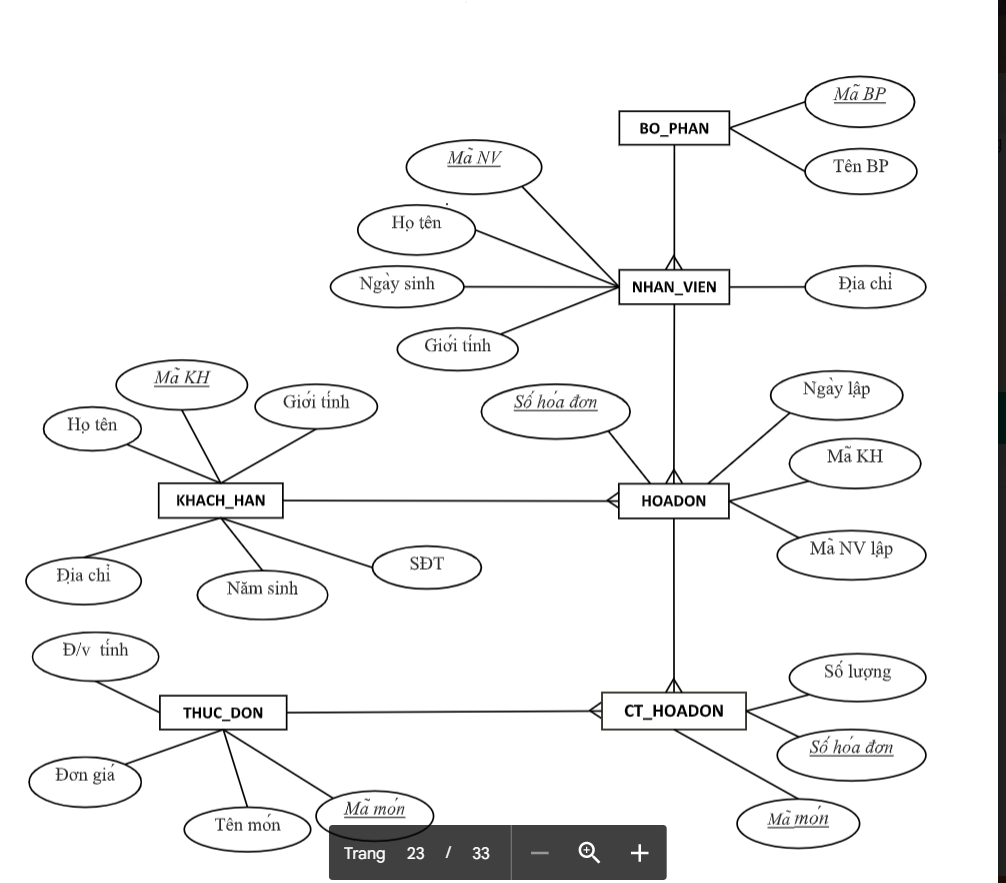 Mã BP
BO_PHAN
Tên BP
Mã NV
Họ tên
Ngày sinh
NHAN_VIEN
Địa chỉ
Giới tính
Mã KH
Giới tính
Số hóa đơn
Ngày lập
Họ tên
Mã KH
KHACH_HAN
HOADON
Mã NV lập
SĐT
Địa chỉ
Năm sinh
Đ/v tính
Số lượng
THUC_DON
CT_HOADON
Số hóa đơn
Đơn giá
Mã món
Tên món
Mã món
Trang 23 / 33